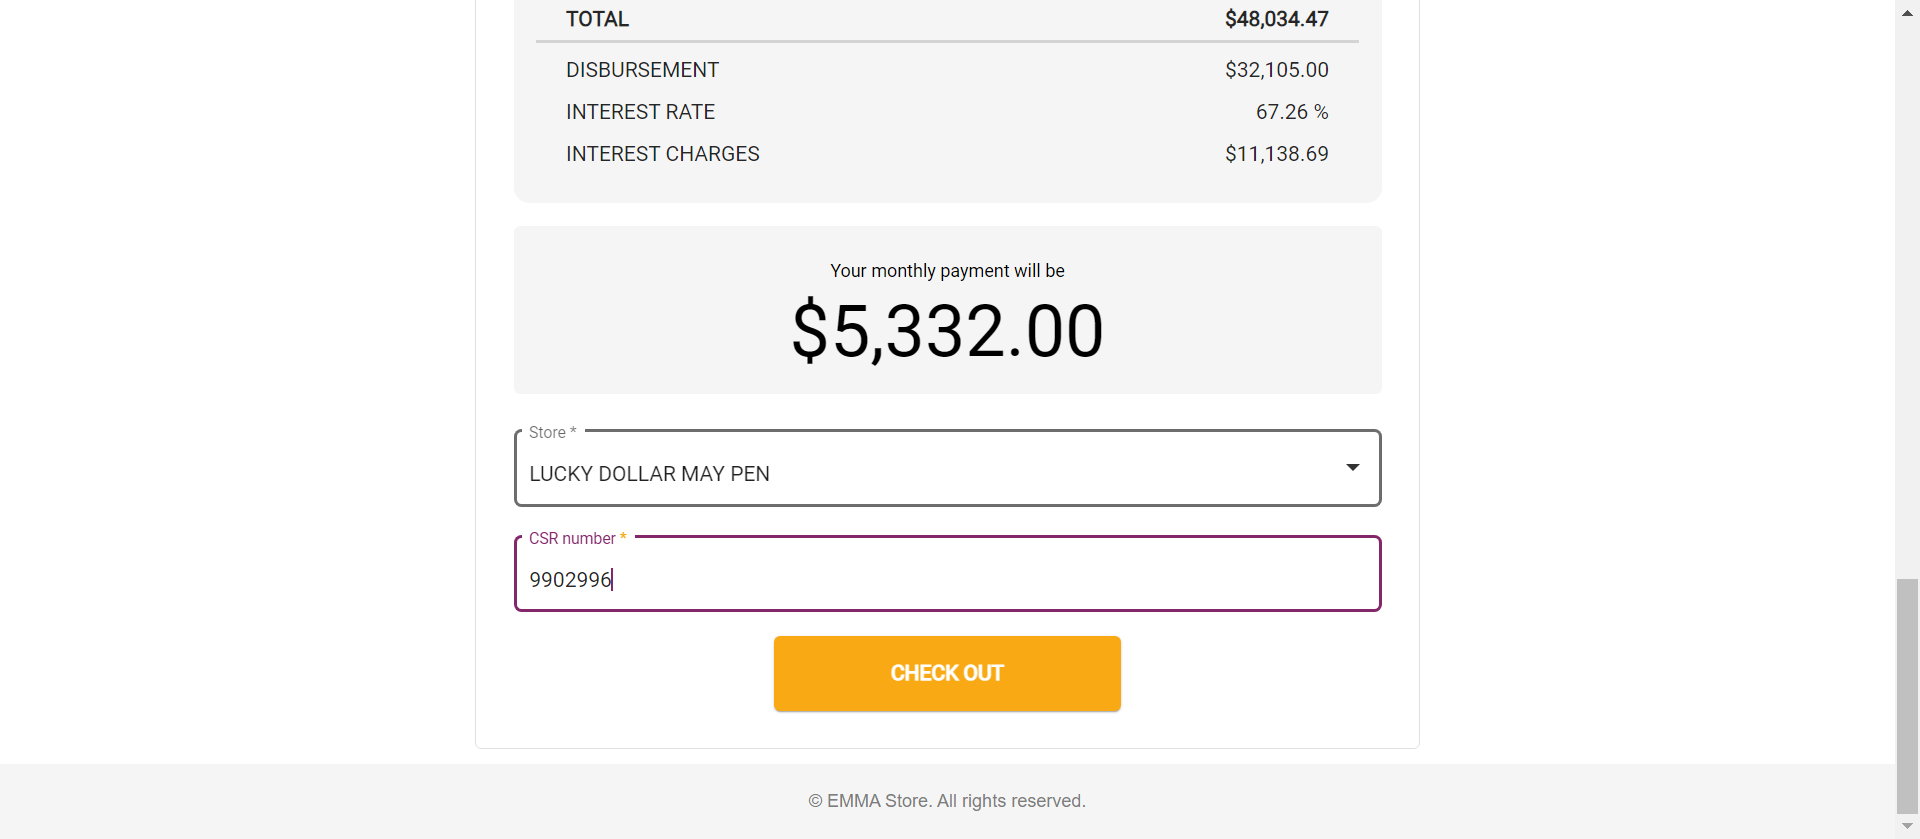 TOTAL $48,034.47
DISBURSEMENT $32,105.00
INTEREST RATE 67.26 %
INTEREST CHARGES $11,138.69
Your monthly payment will be
$5,332.00
Store *
LUCKY DOLLAR MAY PEN
CSR number *
9902996
CHECK OUT
© EMMA Store. All rights reserved.